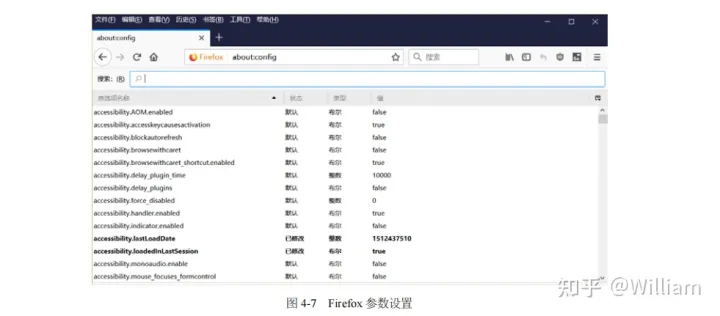 文件(F) 编辑(E) 查看(V) 历史(S) 书签(B) 工具(T) 帮助(H)
about:config
Firefox about:config 搜索
搜索: (R)
首选项名称 状态 类型 值
accessibility.AOM.enabled 默认 布尔 false
accessibility.accesskeycausesactivation 默认 布尔 true
accessibility.blockautorefresh 默认 布尔 false
accessibility.browsewithcaret 默认 布尔 false
accessibility.browsewithcaret_shortcut.enabled 默认 布尔 true
accessibility.delay_plugin_time 默认 整数 10000
accessibility.delay_plugins 默认 布尔 false
accessibility.force_disabled 默认 整数 0
accessibility.handler.enabled 默认 布尔 true
accessibility.indicator.enabled 默认 布尔 false
accessibility.lastLoadDate 已修改 整数 1512437510
accessibility.loadedInLastSession 已修改 布尔 true
accessibility.monoaudio.enable 默认 布尔 false
accessibility.mouse_focuses_formcontrol 默认 布尔 false
知乎 @William
图 4-7 Firefox 参数设置